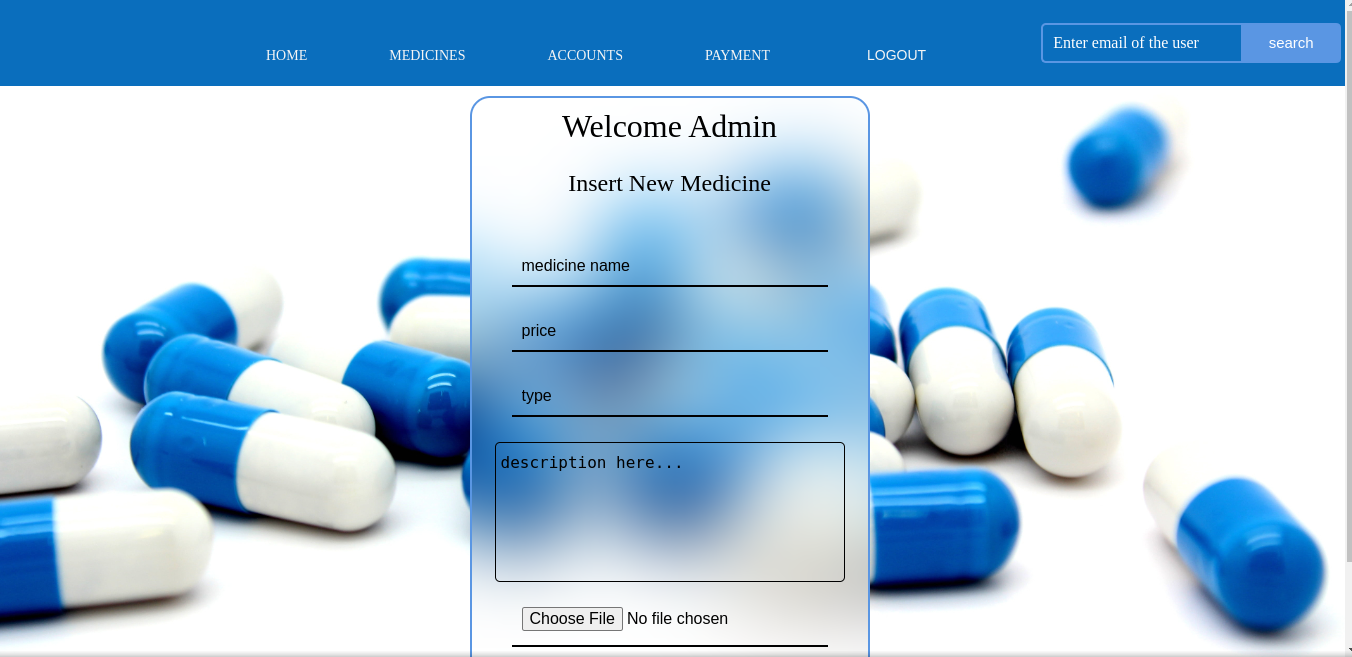 HOME MEDICINES ACCOUNTS PAYMENT LOGOUT Enter email of the user search
Welcome Admin
Insert New Medicine
medicine name
price
type
description here...
Choose File No file chosen